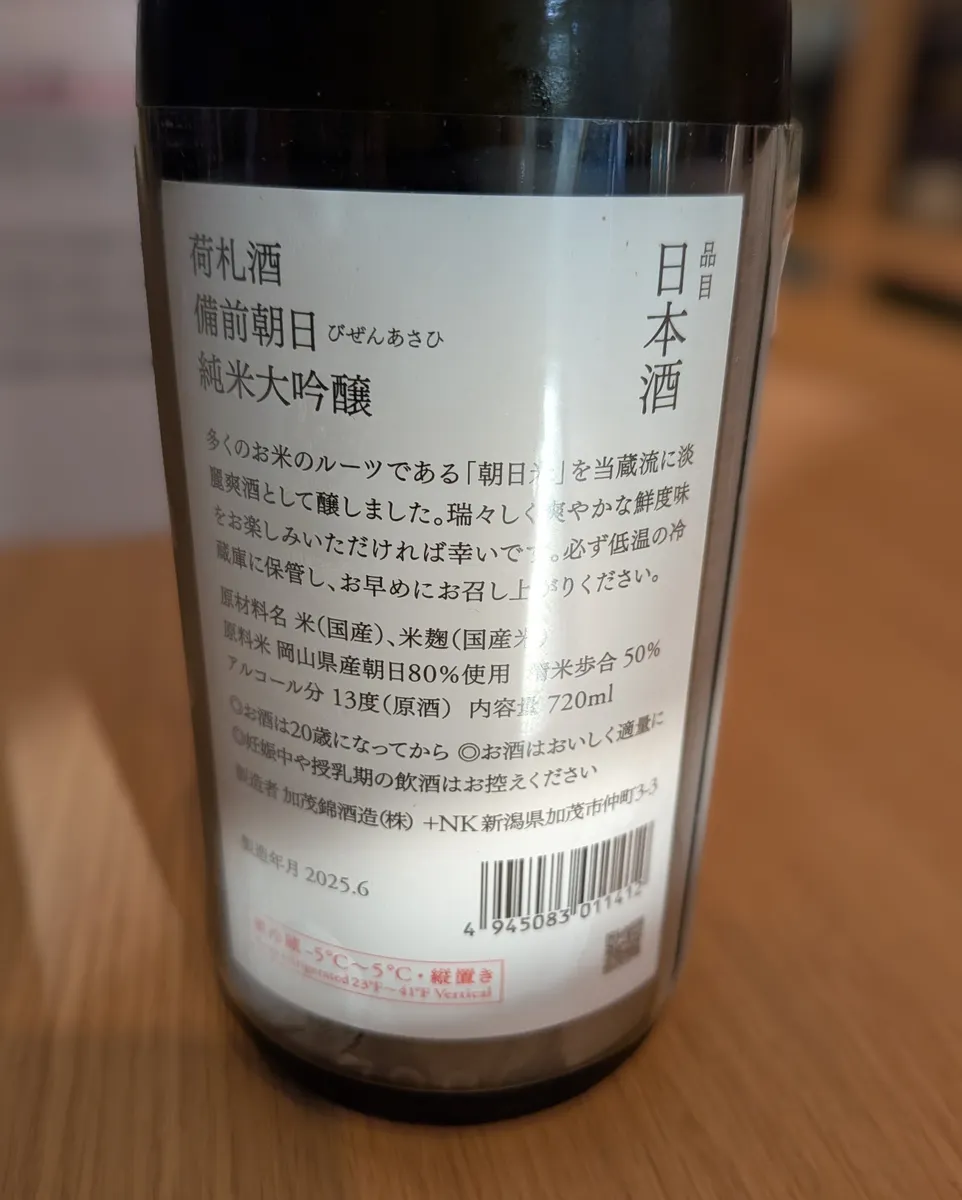 荷札酒
備前朝日 びぜんあさひ
純米大吟醸
品目
日本酒
多くのお米のルーツである「朝日米」を当蔵流に淡
麗爽酒として醸しました。瑞々しく爽やかな鮮度味
をお楽しみいただければ幸いです。必ず低温の冷
蔵庫に保管し、お早めにお召し上がりください。
原材料名 米(国産)、米麹(国産米)
原料米 岡山県産朝日80%使用 精米歩合 50%
アルコール分 13度(原酒) 内容量 720ml
◎お酒は20歳になってから ◎お酒はおいしく適量に
◎妊娠中や授乳期の飲酒はお控えください
製造者 加茂錦酒造(株) +NK 新潟県加茂市仲町3-3
製造年月 2025.6
4 945083 011412
要冷蔵 -5℃〜5℃・縦置き
23°F〜41°F Vertical